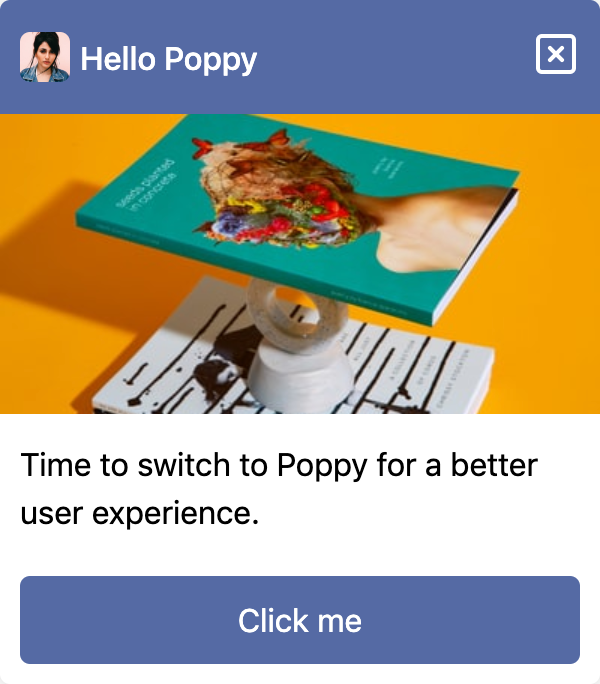 Hello Poppy
seeds planted
in concrete
Time to switch to Poppy for a better
user experience.
Click me